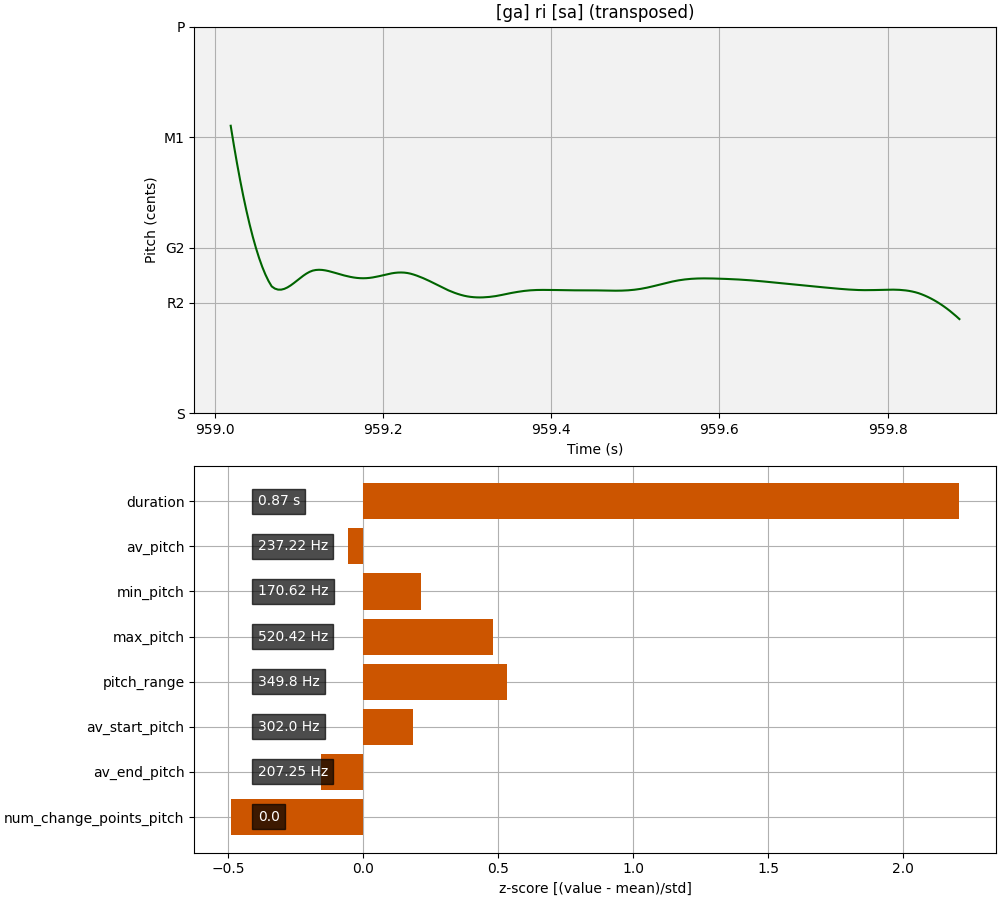 [ga] ri [sa] (transposed)
P
M1
G2
R2
S
Pitch (cents)
959.0 959.2 959.4 959.6 959.8
Time (s)
duration 0.87 s
av_pitch 237.22 Hz
min_pitch 170.62 Hz
max_pitch 520.42 Hz
pitch_range 349.8 Hz
av_start_pitch 302.0 Hz
av_end_pitch 207.25 Hz
num_change_points_pitch 0.0
−0.5 0.0 0.5 1.0 1.5 2.0
z-score [(value - mean)/std]